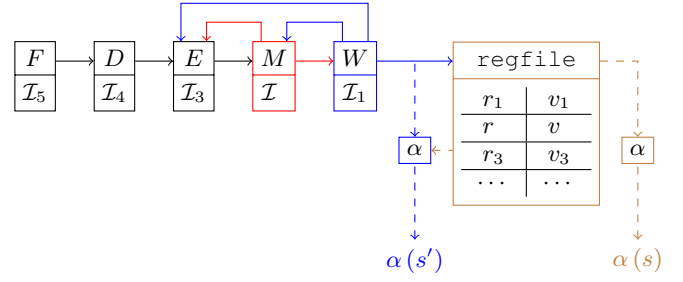 F D E M W regfile
𝓘₅ 𝓘₄ 𝓘₃ 𝓘 𝓘₁
r₁ v₁
r v
α r₃ v₃ α
⋯ ⋯
α(s′) α(s)